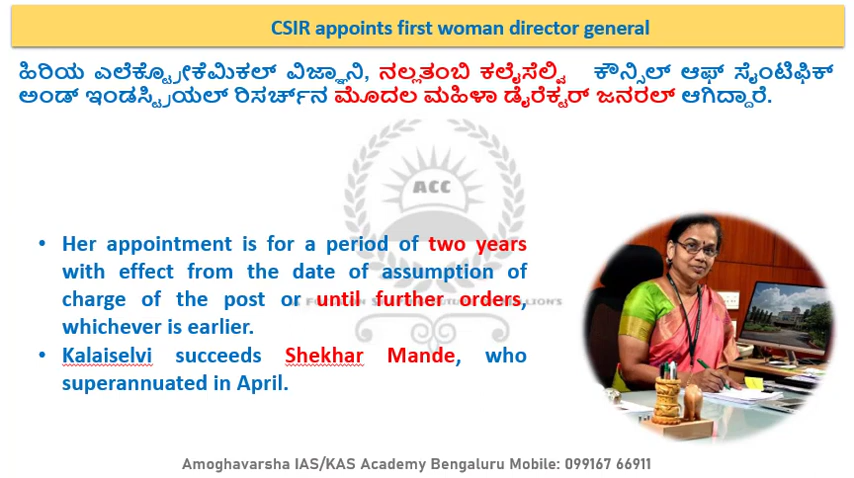 CSIR appoints first woman director general
ಹಿರಿಯ ಎಲೆಕ್ಟ್ರೋಕೆಮಿಕಲ್ ವಿಜ್ಞಾನಿ, ನಲ್ಲತಂಬಿ ಕಲೈಸೆಲ್ವಿ ಕೌನ್ಸಿಲ್ ಆಫ್ ಸೈಂಟಿಫಿಕ್
ಅಂಡ್ ಇಂಡಸ್ಟ್ರಿಯಲ್ ರಿಸರ್ಚ್‌ನ ಮೊದಲ ಮಹಿಳಾ ಡೈರೆಕ್ಟರ್ ಜನರಲ್ ಆಗಿದ್ದಾರೆ.
ACC
• Her appointment is for a period of two years
with effect from the date of assumption of
charge of the post or until further orders,
whichever is earlier.
• Kalaiselvi succeeds Shekhar Mande, who
superannuated in April.
Amoghavarsha IAS/KAS Academy Bengaluru Mobile: 099167 66911